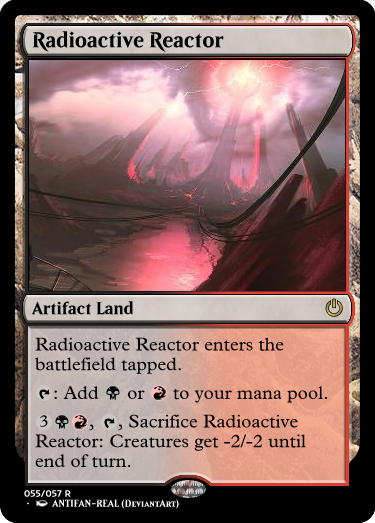 Radioactive Reactor
Artifact Land
Radioactive Reactor enters the
battlefield tapped.
: Add or to your mana pool.
3 , , Sacrifice Radioactive
Reactor: Creatures get -2/-2 until
end of turn.
055/057 R
· ANTIFAN-REAL (DeviantArt)